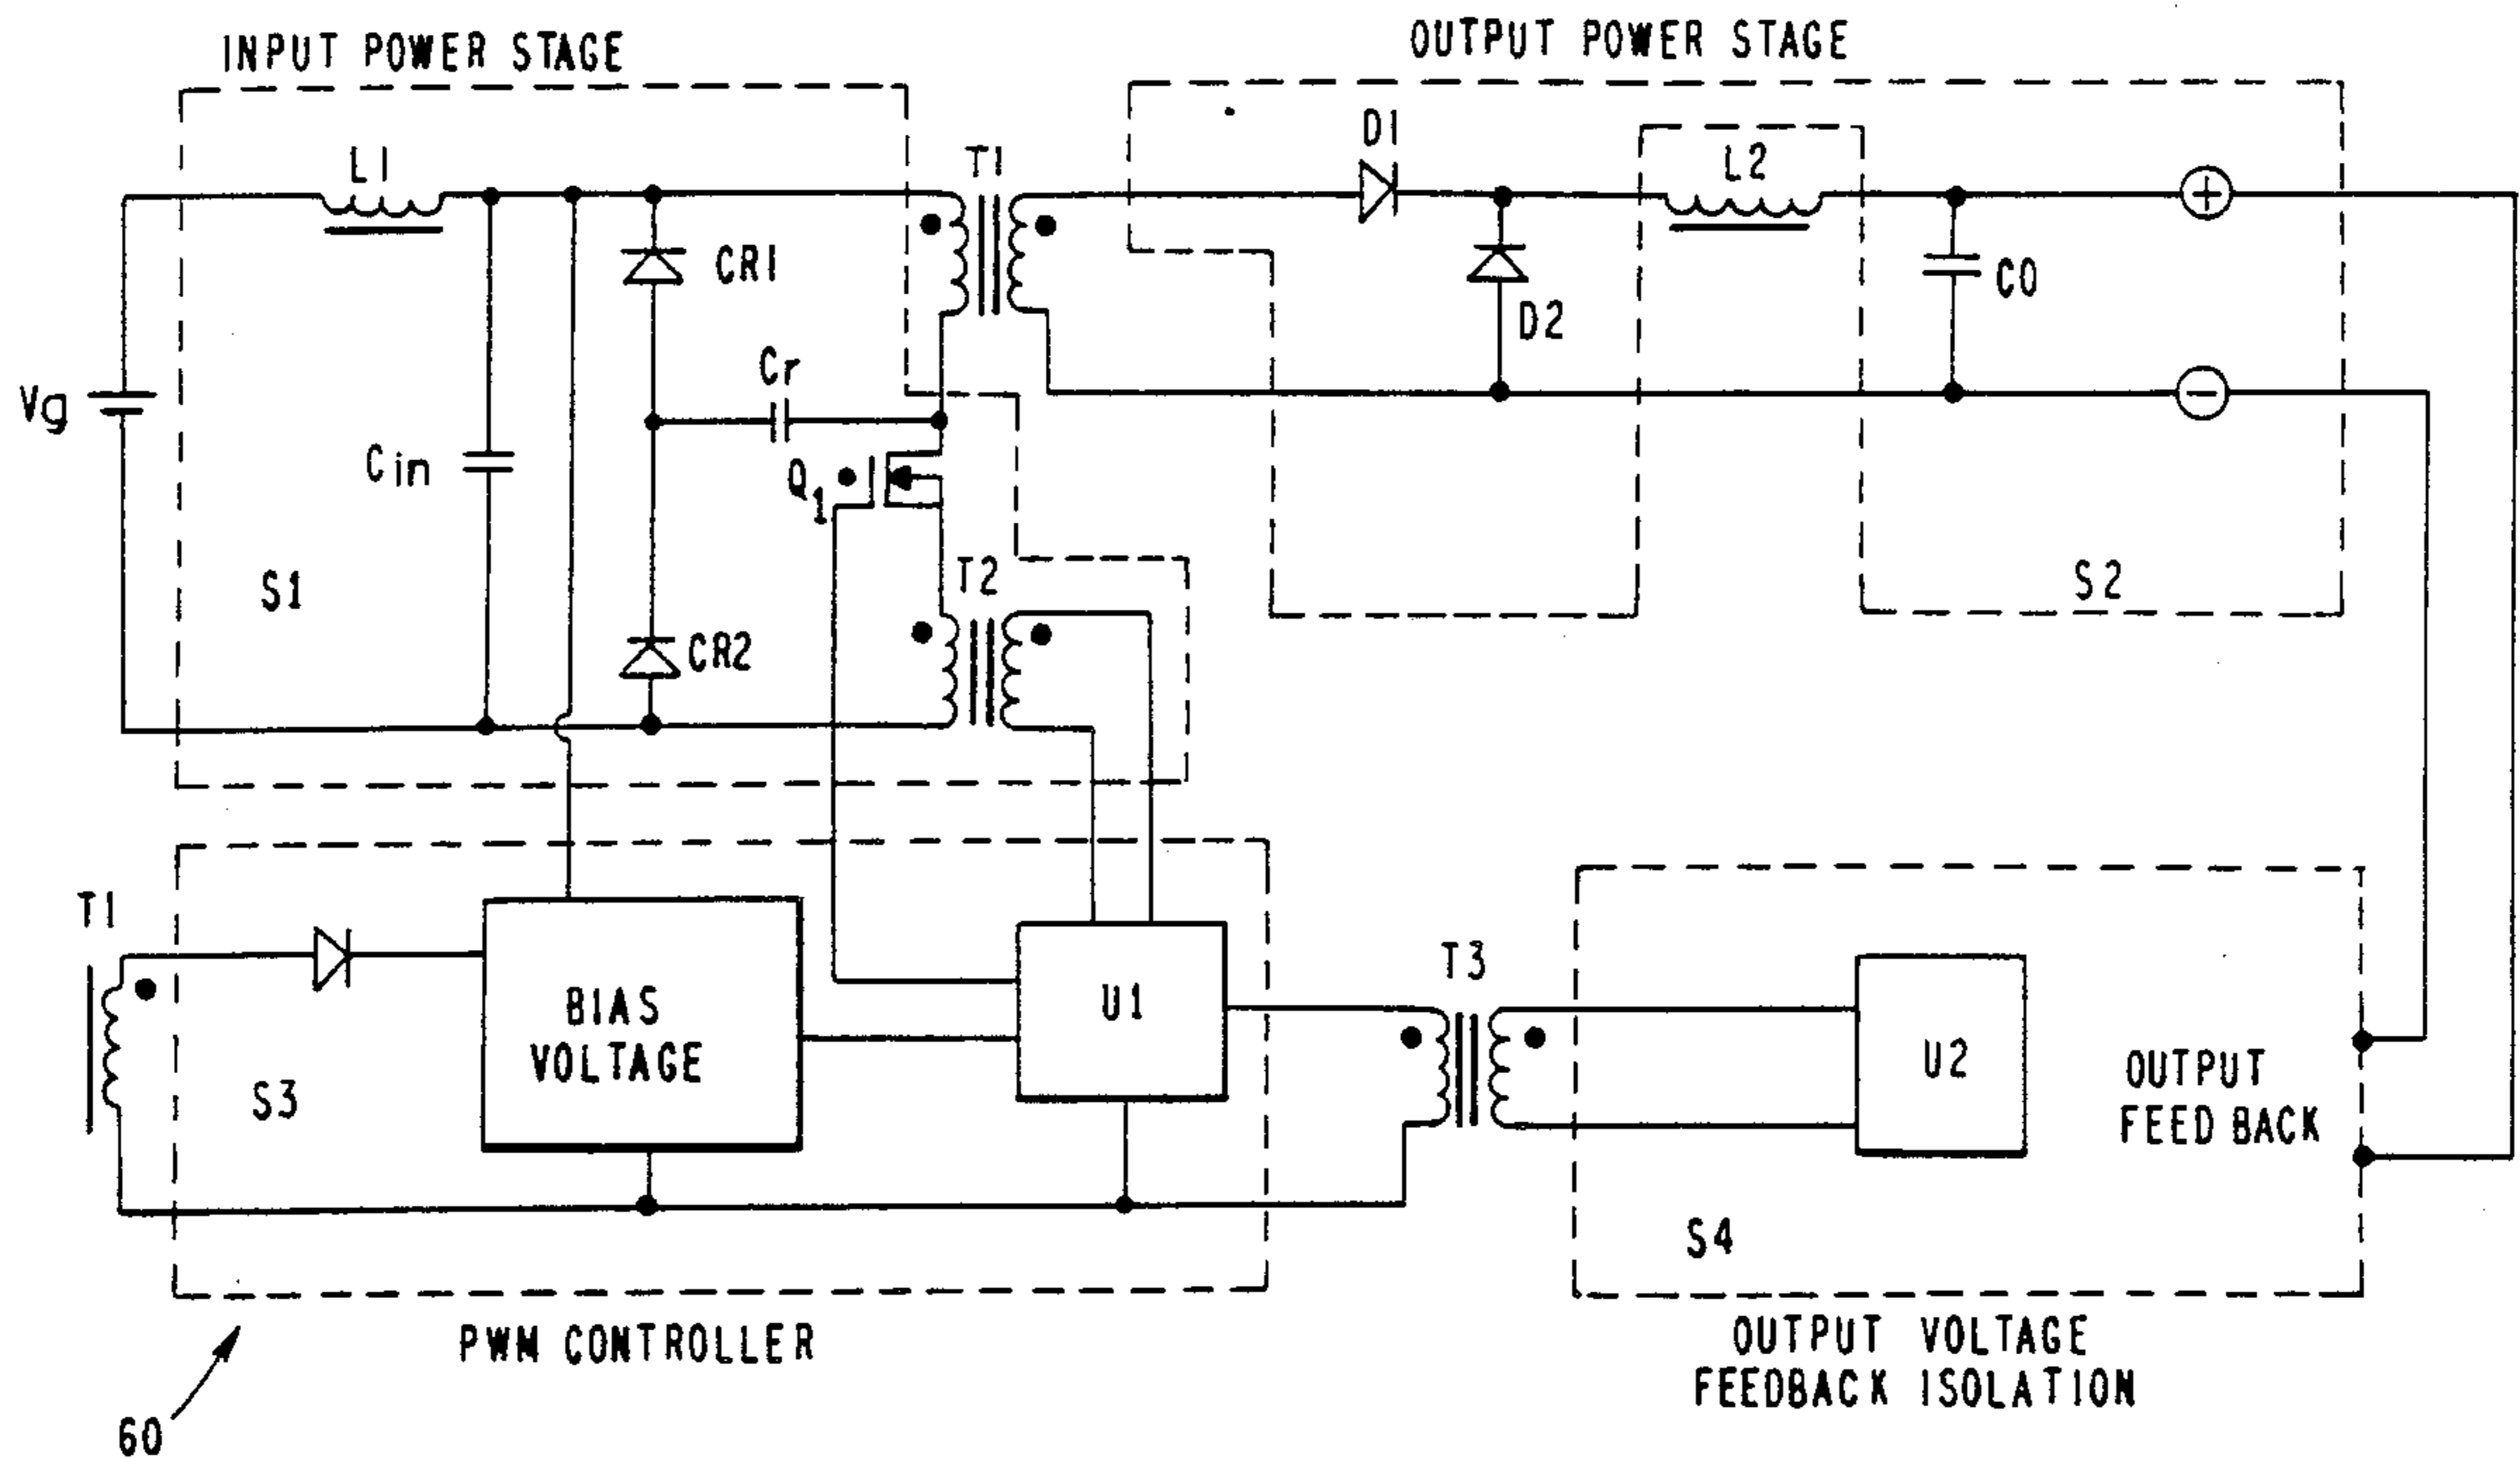 INPUT POWER STAGE
OUTPUT POWER STAGE
D1
L1
T1
L2
CR1
C0
D2
Cr
Vg
Cin
Q1
S1
T2
S2
CR2
T1
T3
BIAS
VOLTAGE
U1
U2
OUTPUT
FEED BACK
S3
S4
PWM CONTROLLER
OUTPUT VOLTAGE
FEEDBACK ISOLATION
60